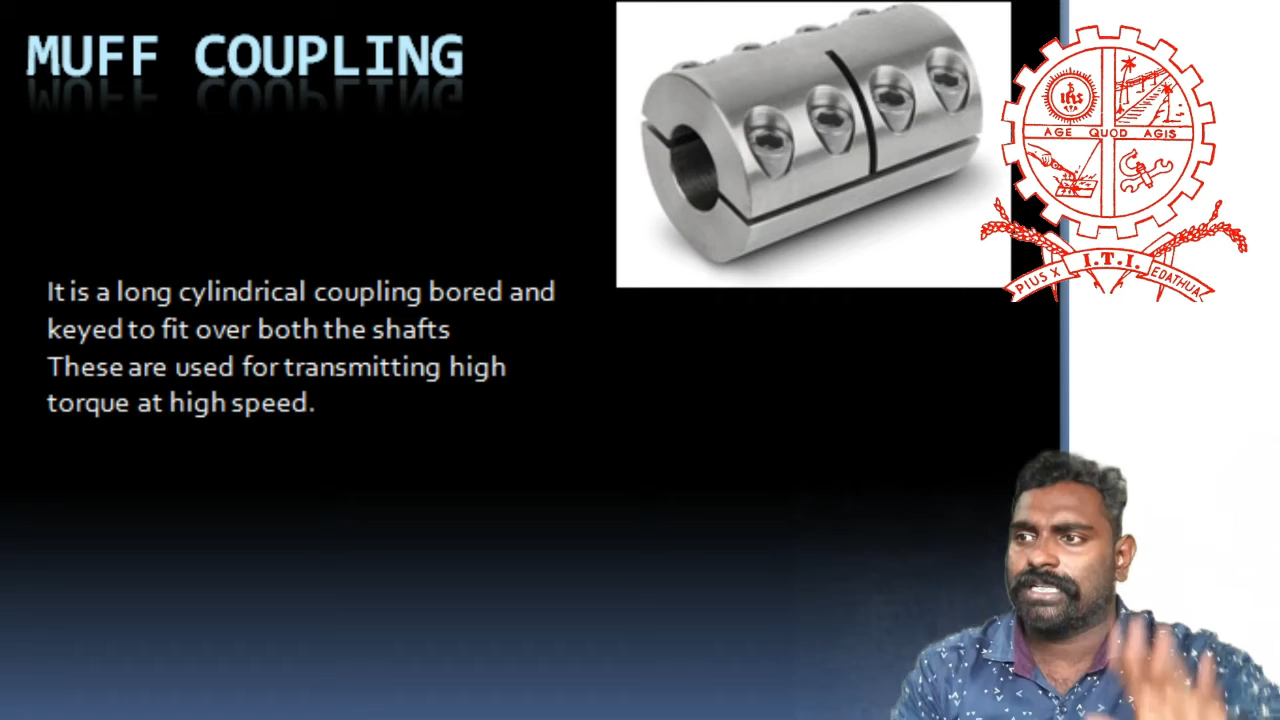 MUFF COUPLING
It is a long cylindrical coupling bored and
keyed to fit over both the shafts
These are used for transmitting high
torque at high speed.
IHS
AGE QUOD AGIS
PIUS X I.T.I. EDATHUA